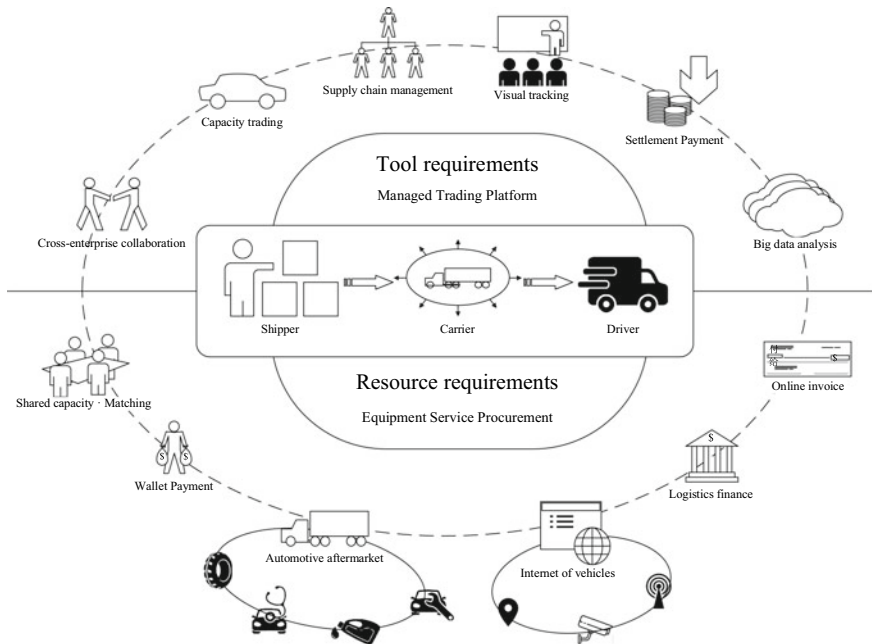 Supply chain management
Visual tracking
Capacity trading
Settlement Payment
Tool requirements
Managed Trading Platform
Cross-enterprise collaboration
Big data analysis
Shipper
Carrier
Driver
Resource requirements
Equipment Service Procurement
Online invoice
$
Shared capacity · Matching
Wallet Payment
$ $
Logistics finance
$
Automotive aftermarket
Internet of vehicles